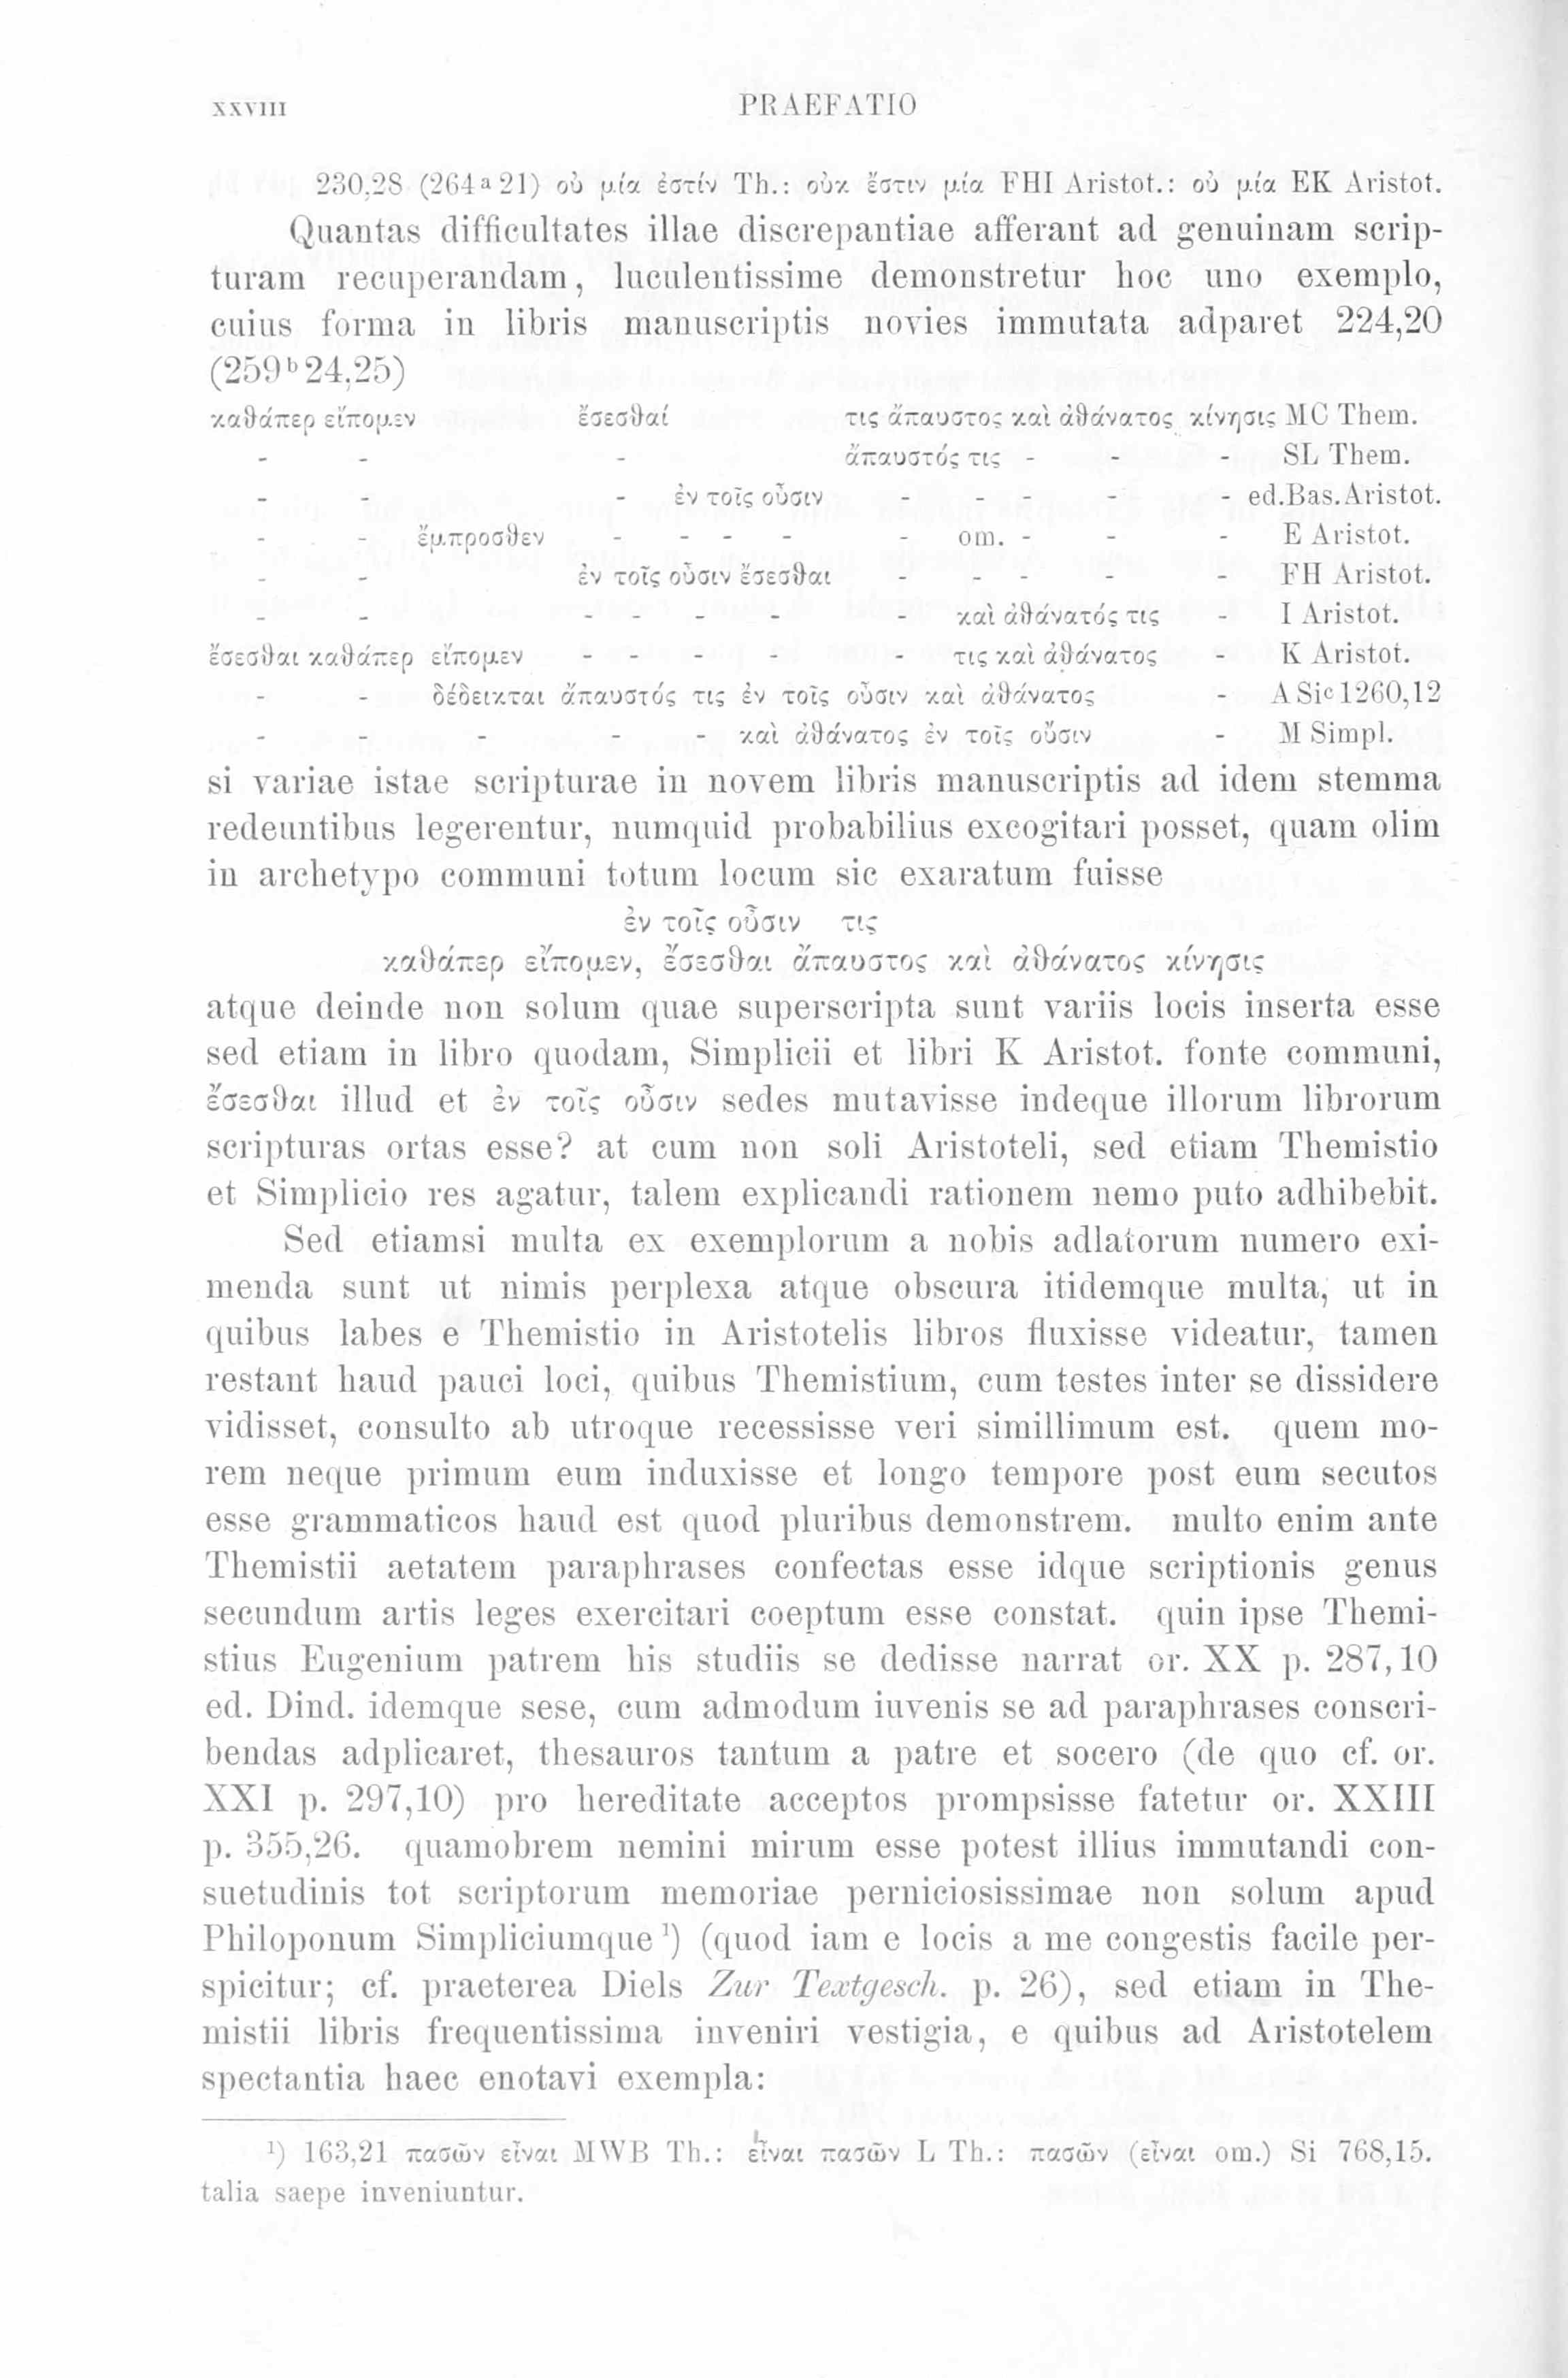 XXVIII PRAEFATIO
230,28 (264ᵃ21) οὐ μία ἐστίν Th.: οὐκ ἔστιν μία FHI Aristot.: οὐ μία EK Aristot.
Quantas difficultates illae discrepantiae afferant ad genuinam scrip-
turam recuperandam, luculentissime demonstretur hoc uno exemplo,
cuius forma in libris manuscriptis novies immutata adparet 224,20
(259ᵇ24,25)
καθάπερ εἴπομεν ἔσεσθαί τις ἄπαυστος καὶ ἀθάνατος κίνησις MC Them.
- - - ἄπαυστός τις - - - SL Them.
- - - ἐν τοῖς οὖσιν - - - - - ed.Bas.Aristot.
- - ἔμπροσθεν - - - - - om. - - - E Aristot.
- - ἐν τοῖς οὖσιν ἔσεσθαι - - - - - FH Aristot.
- - - - - - - καὶ ἀθάνατός τις - I Aristot.
ἔσεσθαι καθάπερ εἴπομεν - - - - - τις καὶ ἀθάνατος - K Aristot.
- - δέδεικται ἄπαυστός τις ἐν τοῖς οὖσιν καὶ ἀθάνατος - A Siᶜ1260,12
- - - - - καὶ ἀθάνατος ἐν τοῖς οὖσιν - M Simpl.
si variae istae scripturae in novem libris manuscriptis ad idem stemma
redeuntibus legerentur, numquid probabilius excogitari posset, quam olim
in archetypo communi totum locum sic exaratum fuisse
ἐν τοῖς οὖσιν τις
καθάπερ εἴπομεν, ἔσεσθαι ἄπαυστος καὶ ἀθάνατος κίνησις
atque deinde non solum quae superscripta sunt variis locis inserta esse
sed etiam in libro quodam, Simplicii et libri K Aristot. fonte communi,
ἔσεσθαι illud et ἐν τοῖς οὖσιν sedes mutavisse indeque illorum librorum
scripturas ortas esse? at cum non soli Aristoteli, sed etiam Themistio
et Simplicio res agatur, talem explicandi rationem nemo puto adhibebit.
Sed etiamsi multa ex exemplorum a nobis adlatorum numero exi-
menda sunt ut nimis perplexa atque obscura itidemque multa, ut in
quibus labes e Themistio in Aristotelis libros fluxisse videatur, tamen
restant haud pauci loci, quibus Themistium, cum testes inter se dissidere
vidisset, consulto ab utroque recessisse veri simillimum est. quem mo-
rem neque primum eum induxisse et longo tempore post eum secutos
esse grammaticos haud est quod pluribus demonstrem. multo enim ante
Themistii aetatem paraphrases confectas esse idque scriptionis genus
secundum artis leges exercitari coeptum esse constat. quin ipse Themi-
stius Eugenium patrem his studiis se dedisse narrat or. XX p. 287,10
ed. Dind. idemque sese, cum admodum iuvenis se ad paraphrases conscri-
bendas adplicaret, thesauros tantum a patre et socero (de quo cf. or.
XXI p. 297,10) pro hereditate acceptos prompsisse fatetur or. XXIII
p. 355,26. quamobrem nemini mirum esse potest illius immutandi con-
suetudinis tot scriptorum memoriae perniciosissimae non solum apud
Philoponum Simpliciumque ¹) (quod iam e locis a me congestis facile per-
spicitur; cf. praeterea Diels Zur Textgesch. p. 26), sed etiam in The-
mistii libris frequentissima inveniri vestigia, e quibus ad Aristotelem
spectantia haec enotavi exempla:
¹) 163,21 πασῶν εἶναι MWB Th.: εἶναι πασῶν L Th.: πασῶν (εἶναι om.) Si 768,15.
talia saepe inveniuntur.